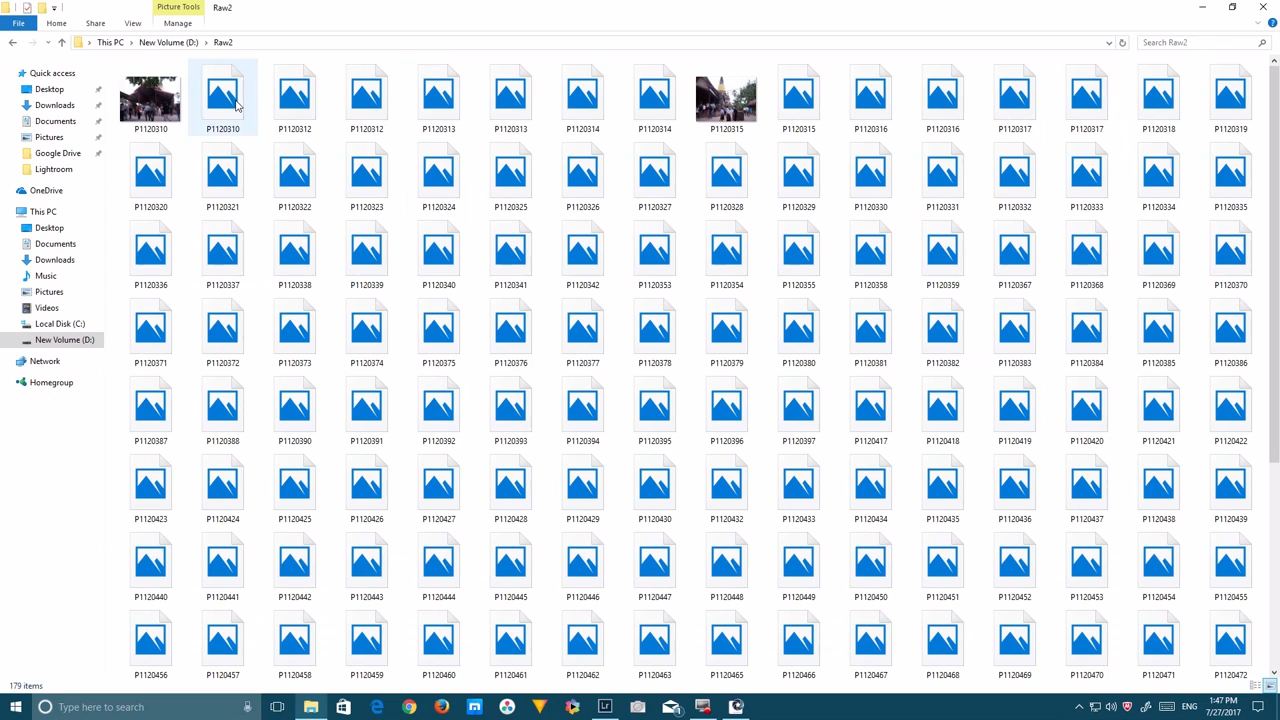 Picture Tools Raw2
File Home Share View Manage
This PC New Volume (D:) Raw2 Search Raw2
Quick access
Desktop
Downloads
Documents
Pictures
Google Drive
Lightroom
OneDrive
This PC
Desktop
Documents
Downloads
Music
Pictures
Videos
Local Disk (C:)
New Volume (D:)
Network
Homegroup
P1120310 P1120310 P1120312 P1120312 P1120313 P1120313 P1120314 P1120314 P1120315 P1120315 P1120316 P1120316 P1120317 P1120317 P1120318 P1120319
P1120320 P1120321 P1120322 P1120323 P1120324 P1120325 P1120326 P1120327 P1120328 P1120329 P1120330 P1120331 P1120332 P1120333 P1120334 P1120335
P1120336 P1120337 P1120338 P1120339 P1120340 P1120341 P1120342 P1120353 P1120354 P1120355 P1120358 P1120359 P1120367 P1120368 P1120369 P1120370
P1120371 P1120372 P1120373 P1120374 P1120375 P1120376 P1120377 P1120378 P1120379 P1120380 P1120381 P1120382 P1120383 P1120384 P1120385 P1120386
P1120387 P1120388 P1120390 P1120391 P1120392 P1120393 P1120394 P1120395 P1120396 P1120397 P1120417 P1120418 P1120419 P1120420 P1120421 P1120422
P1120423 P1120424 P1120425 P1120426 P1120427 P1120428 P1120429 P1120430 P1120432 P1120433 P1120434 P1120435 P1120436 P1120437 P1120438 P1120439
P1120440 P1120441 P1120442 P1120443 P1120444 P1120445 P1120446 P1120447 P1120448 P1120449 P1120450 P1120451 P1120452 P1120453 P1120454 P1120455
P1120456 P1120457 P1120458 P1120459 P1120460 P1120461 P1120462 P1120463 P1120465 P1120466 P1120467 P1120468 P1120469 P1120470 P1120471 P1120472
179 items
Type here to search Lr ENG 1:47 PM
7/27/2017